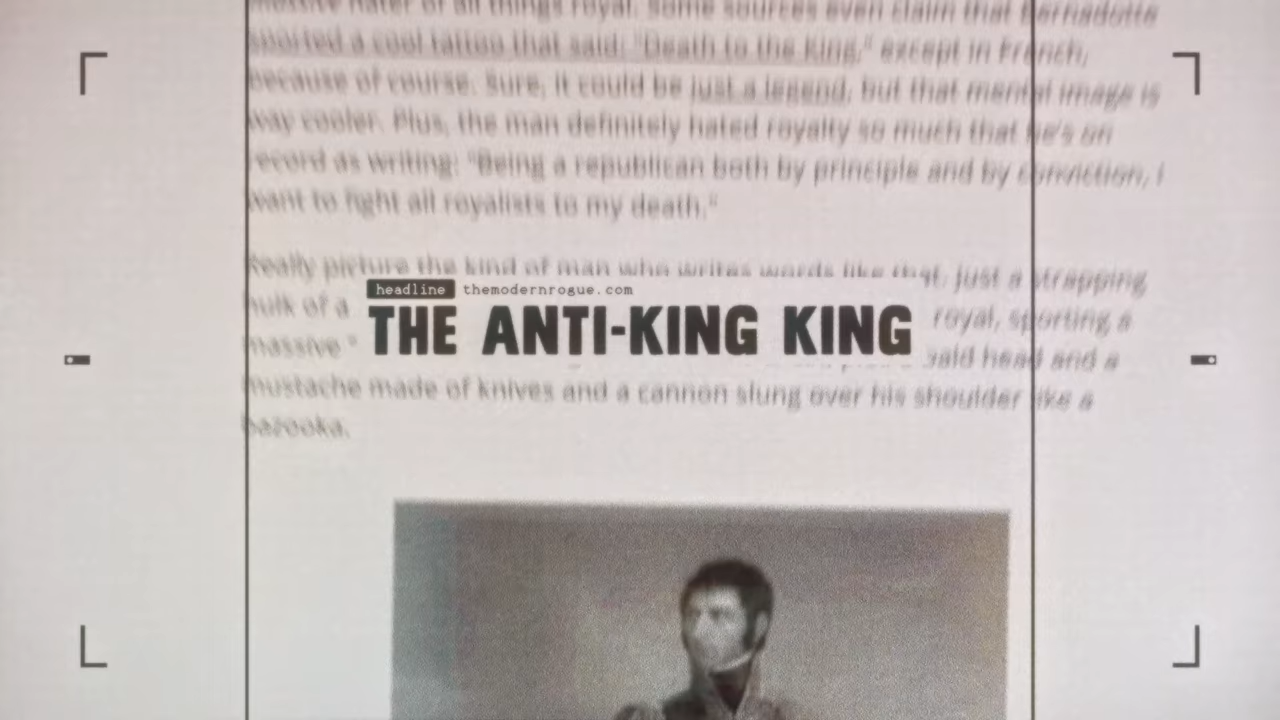 massive hater of all things royal. Some sources even claim that Bernadotte
sported a cool tattoo that said: "Death to the King," except in French,
because of course. Sure, it could be just a legend, but that mental image is
way cooler. Plus, the man definitely hated royalty so much that he's on
record as writing: "Being a republican both by principle and by conviction, I
want to fight all royalists to my death."
Really picture the kind of man who writes words like that. Just a strapping
hulk of a
royal, sporting a
massive
bald head and a
headline themodernrogue.com
THE ANTI-KING KING
mustache made of knives and a cannon slung over his shoulder like a
bazooka.